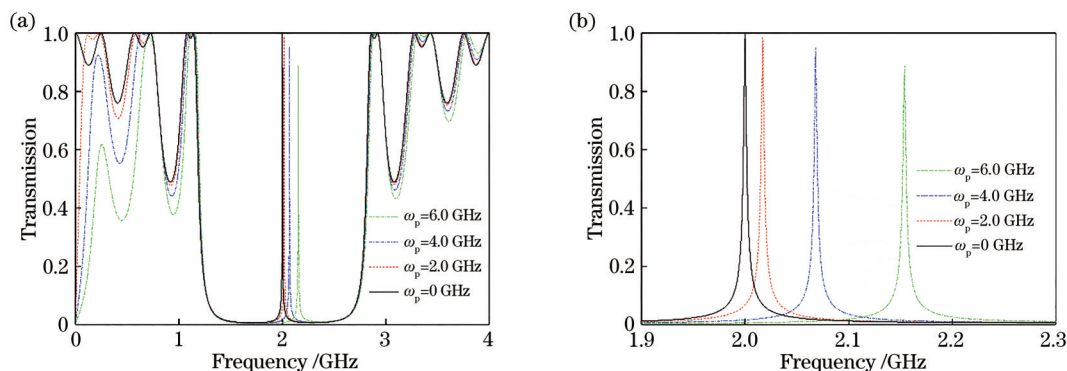 (a)
1.0
0.8
0.6
0.4
0.2
0
Transmission
ωp=6.0 GHz
ωp=4.0 GHz
ωp=2.0 GHz
ωp=0 GHz
0 1 2 3 4
Frequency /GHz
(b)
1.0
0.8
0.6
0.4
0.2
0
Transmission
ωp=6.0 GHz
ωp=4.0 GHz
ωp=2.0 GHz
ωp=0 GHz
1.9 2.0 2.1 2.2 2.3
Frequency /GHz